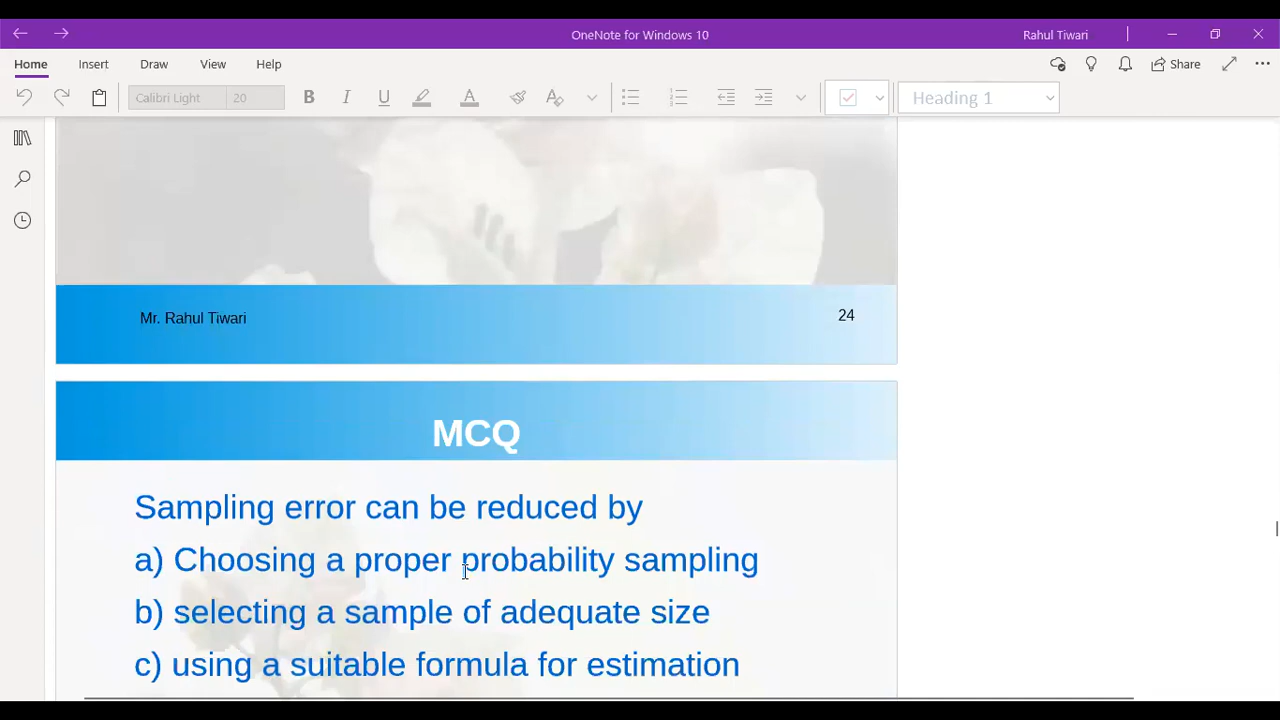 OneNote for Windows 10
Rahul Tiwari
Home Insert Draw View Help
Share
Calibri Light 20
B I U A A
Heading 1
Mr. Rahul Tiwari
24
MCQ
Sampling error can be reduced by
a) Choosing a proper probability sampling
b) selecting a sample of adequate size
c) using a suitable formula for estimation